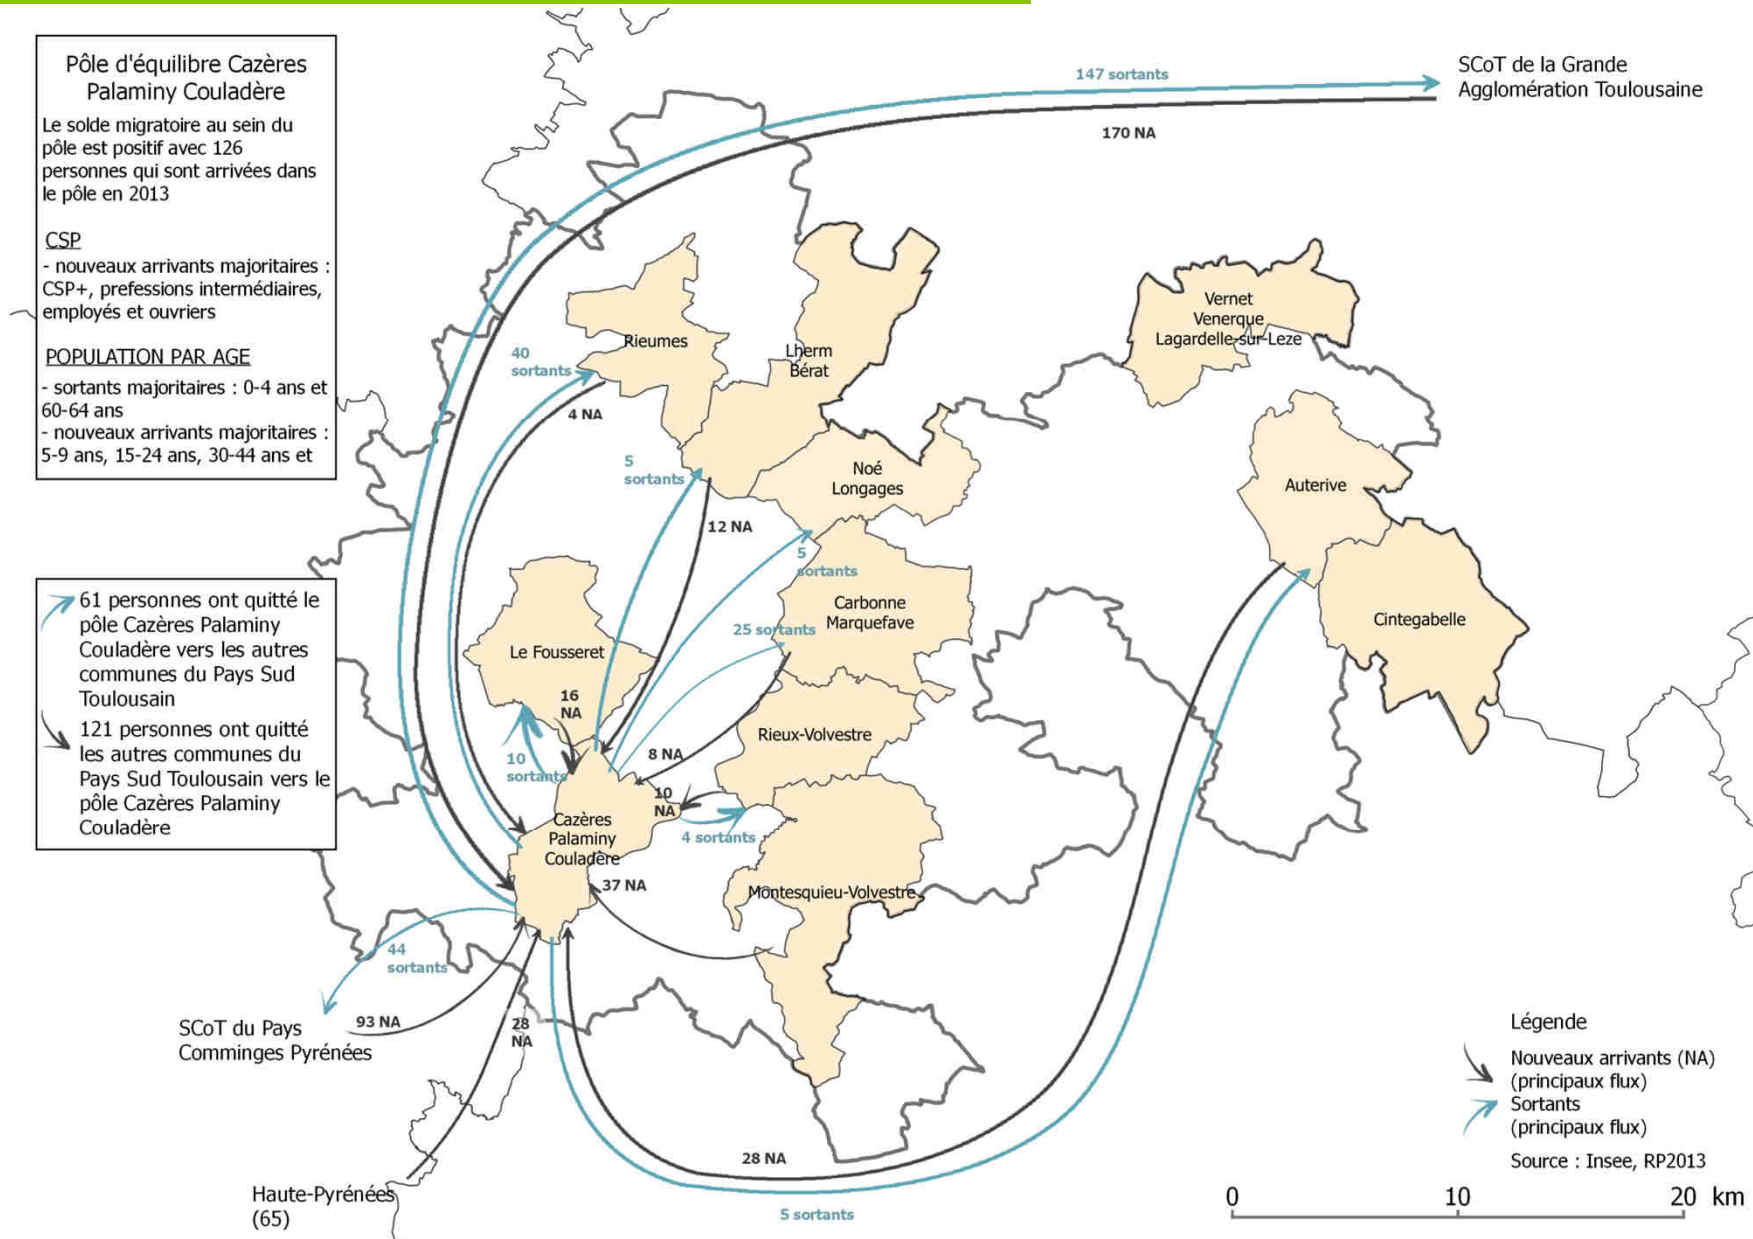 Pôle d'équilibre Cazères
Palaminy Couladère
Le solde migratoire au sein du
pôle est positif avec 126
personnes qui sont arrivées dans
le pôle en 2013
CSP
- nouveaux arrivants majoritaires :
CSP+, prefessions intermédiaires,
employés et ouvriers
POPULATION PAR AGE
- sortants majoritaires : 0-4 ans et
60-64 ans
- nouveaux arrivants majoritaires :
5-9 ans, 15-24 ans, 30-44 ans et
61 personnes ont quitté le
pôle Cazères Palaminy
Couladère vers les autres
communes du Pays Sud
Toulousain
121 personnes ont quitté
les autres communes du
Pays Sud Toulousain vers le
pôle Cazères Palaminy
Couladère
147 sortants
SCoT de la Grande
Agglomération Toulousaine
170 NA
Vernet
Venerque
Lagardelle-sur-Leze
Rieumes
Lherm
Bérat
40
sortants
4 NA
5
sortants
Noé
Longages
Auterive
12 NA
5
sortants
Carbonne
Marquefave
Cintegabelle
25 sortants
Le Fousseret
16
NA
Rieux-Volvestre
10
sortants
8 NA
10
NA
4 sortants
Cazères
Palaminy
Couladère
37 NA
Montesquieu-Volvestre
44
sortants
SCoT du Pays
Comminges Pyrénées
93 NA
28
NA
Haute-Pyrénées
(65)
28 NA
5 sortants
Légende
Nouveaux arrivants (NA)
(principaux flux)
Sortants
(principaux flux)
Source : Insee, RP2013
0 10 20 km